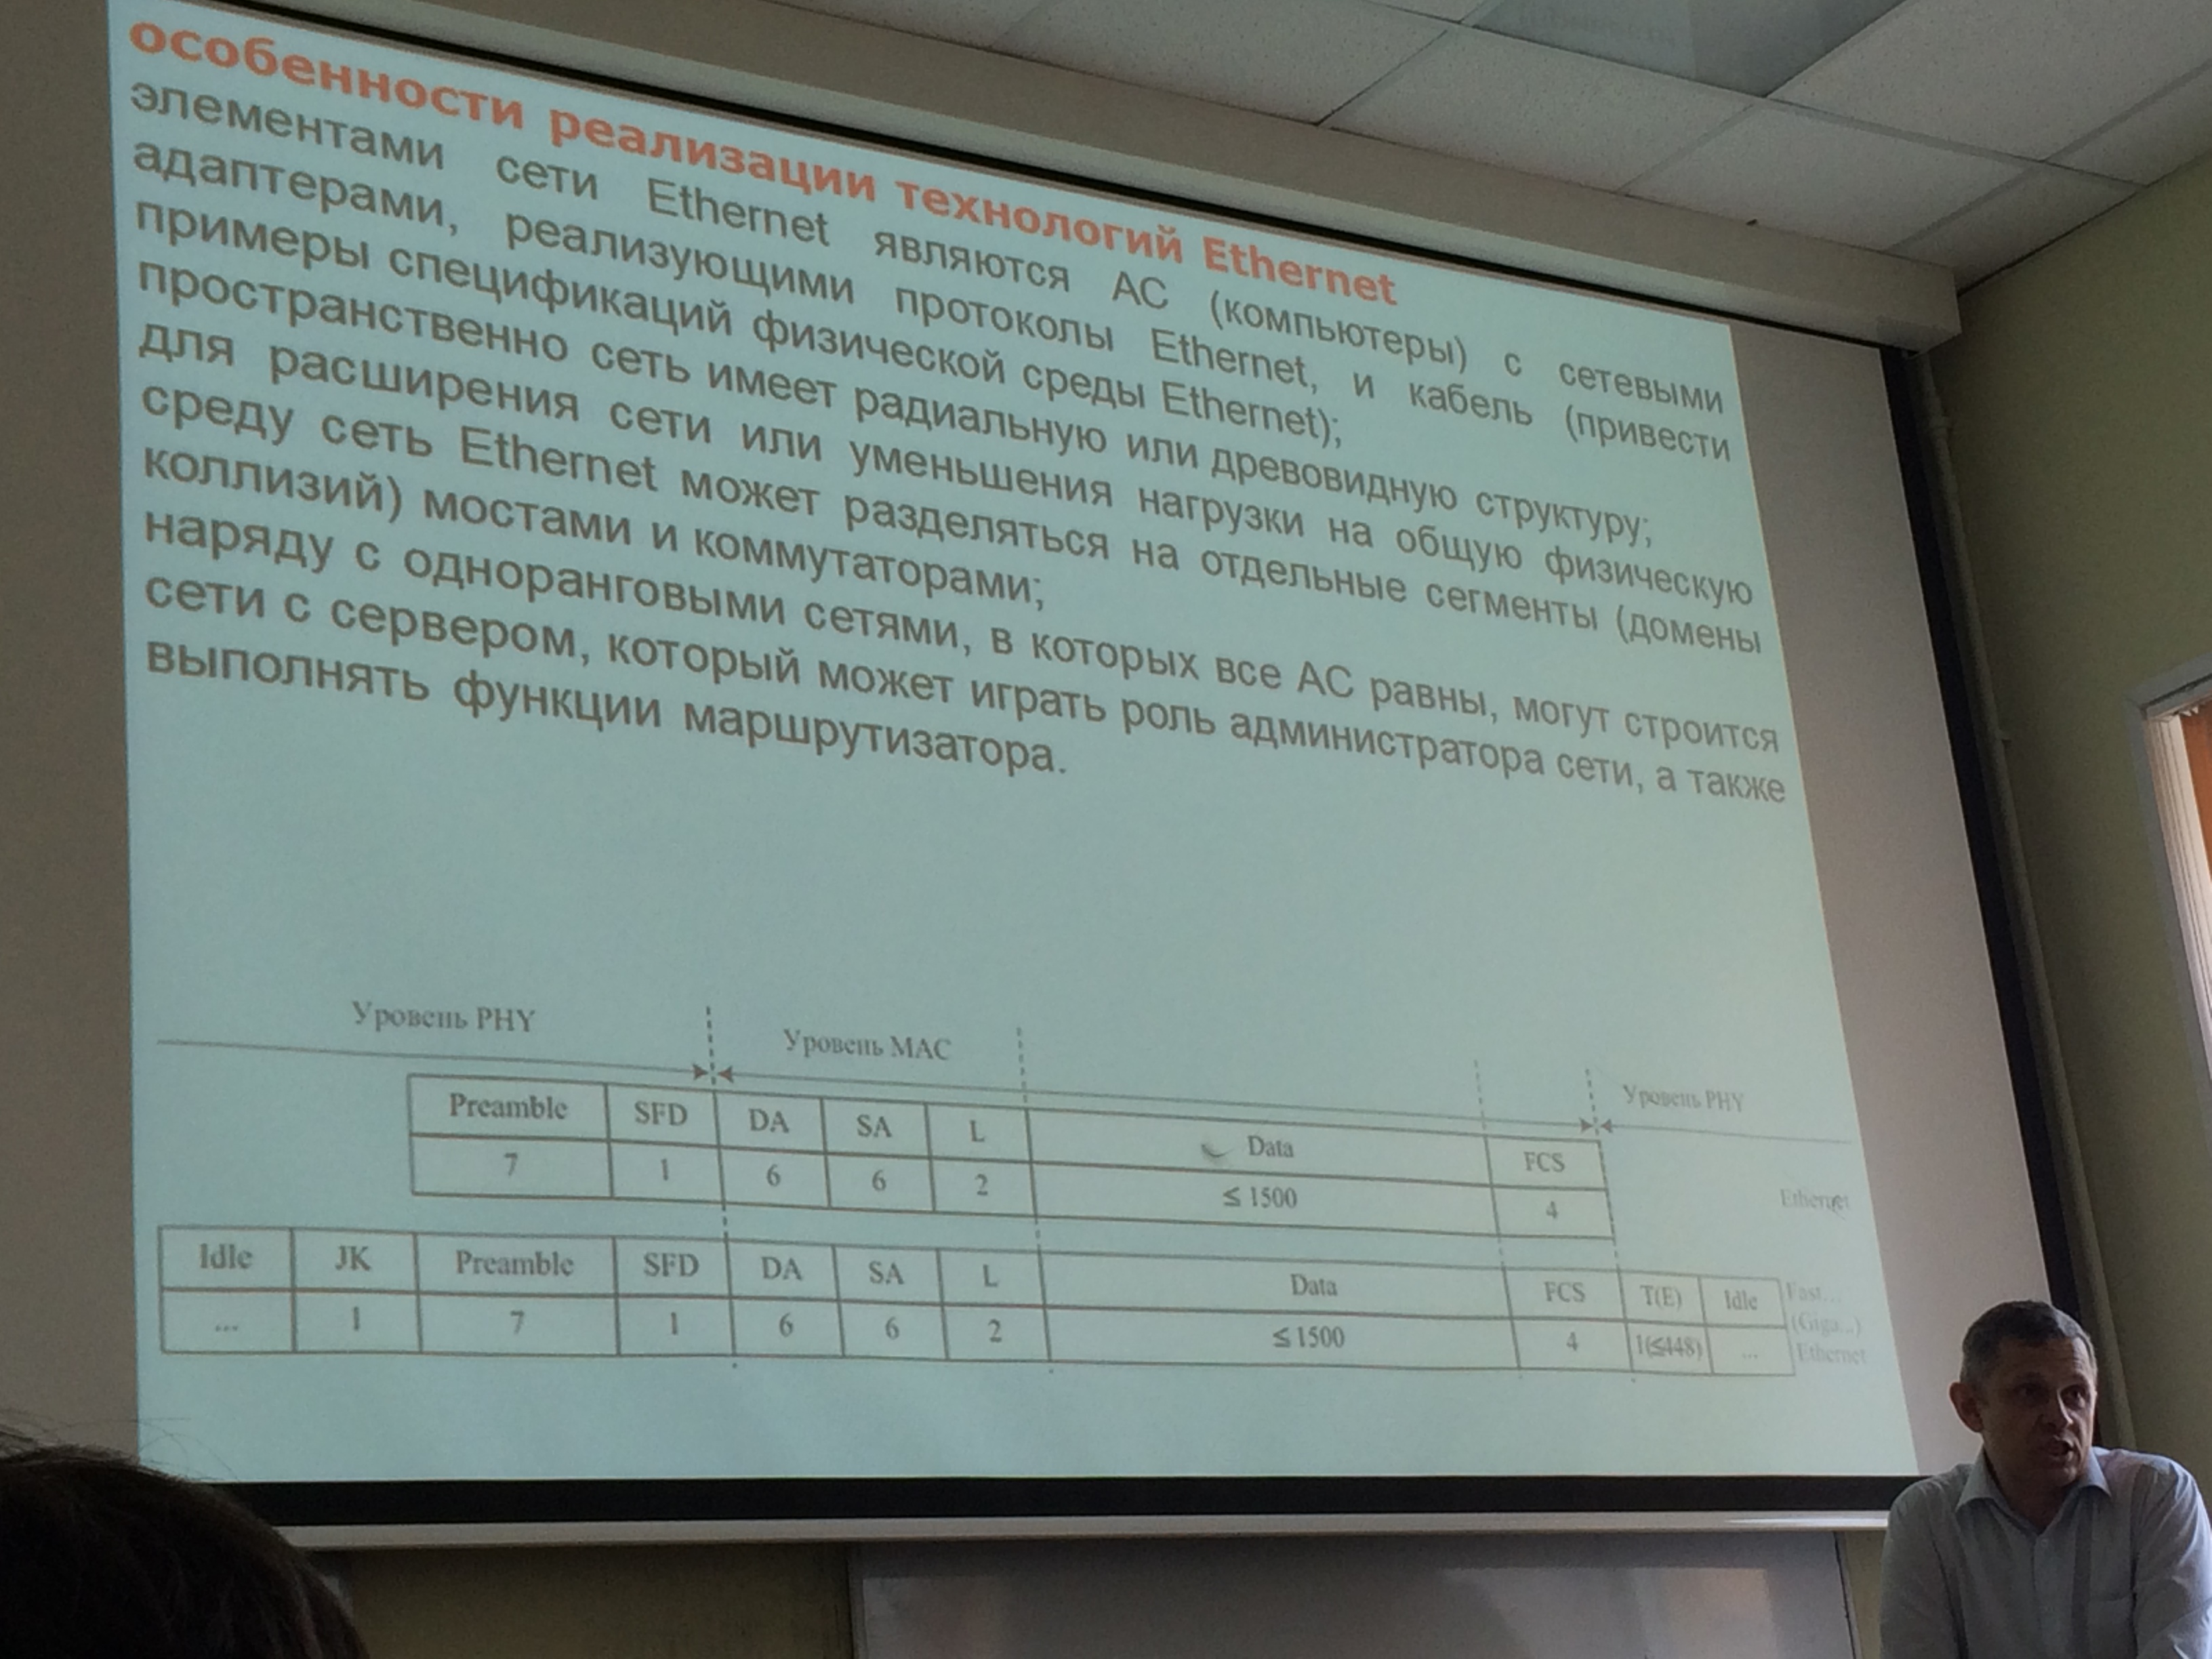 особенности реализации технологий Ethernet
элементами сети Ethernet являются АС (компьютеры) с сетевыми
адаптерами, реализующими протоколы Ethernet, и кабель (привести
примеры спецификаций физической среды Ethernet);
пространственно сеть имеет радиальную или древовидную структуру;
для расширения сети или уменьшения нагрузки на общую физическую
среду сеть Ethernet может разделяться на отдельные сегменты (домены
коллизий) мостами и коммутаторами;
наряду с одноранговыми сетями, в которых все АС равны, могут строится
сети с сервером, который может играть роль администратора сети, а также
выполнять функции маршрутизатора.
Уровень PHY
Уровень MAC
Уровень PHY
Preamble SFD DA SA L Data FCS
7 1 6 6 2 ≤ 1500 4
Ethernet
Idle JK Preamble SFD DA SA L Data FCS T(E) Idle
... 1 7 1 6 6 2 ≤ 1500 4 1(≤448) ...
Fast...
(Giga...)
Ethernet